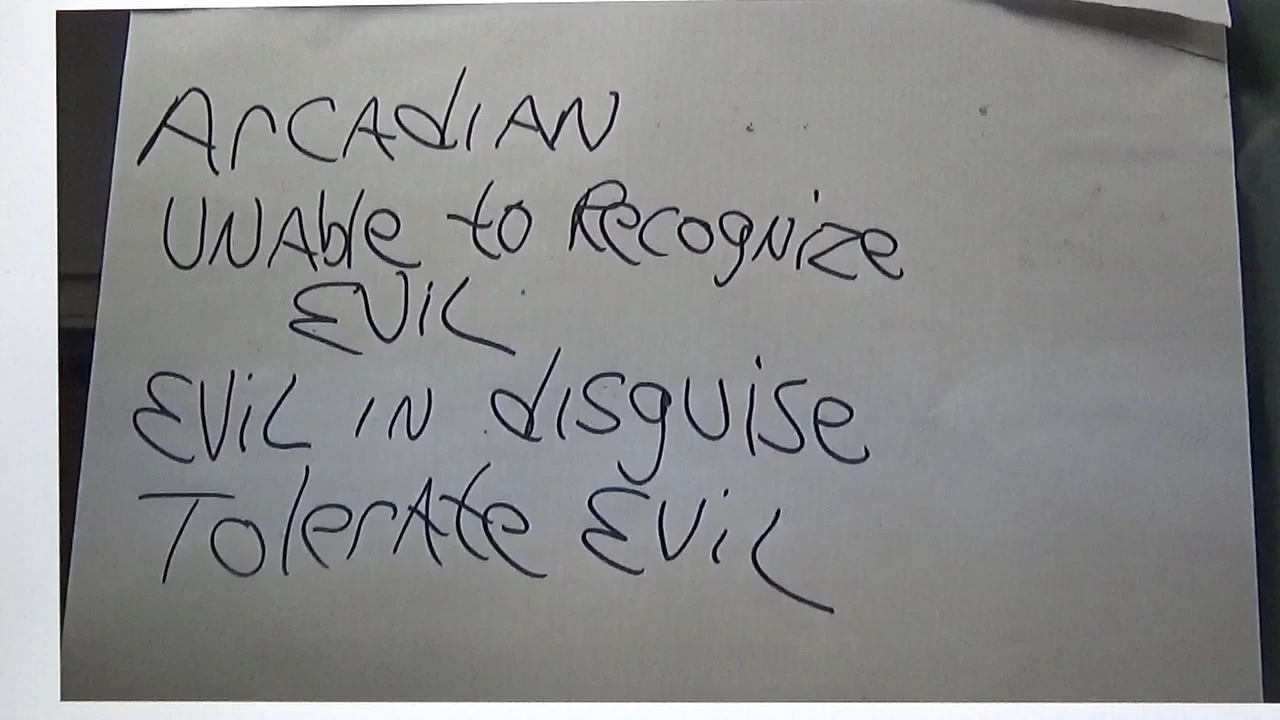 ArCAdIAN
UNAble to Recognize
EViL
EViL IN disguise
TolerAte EViL